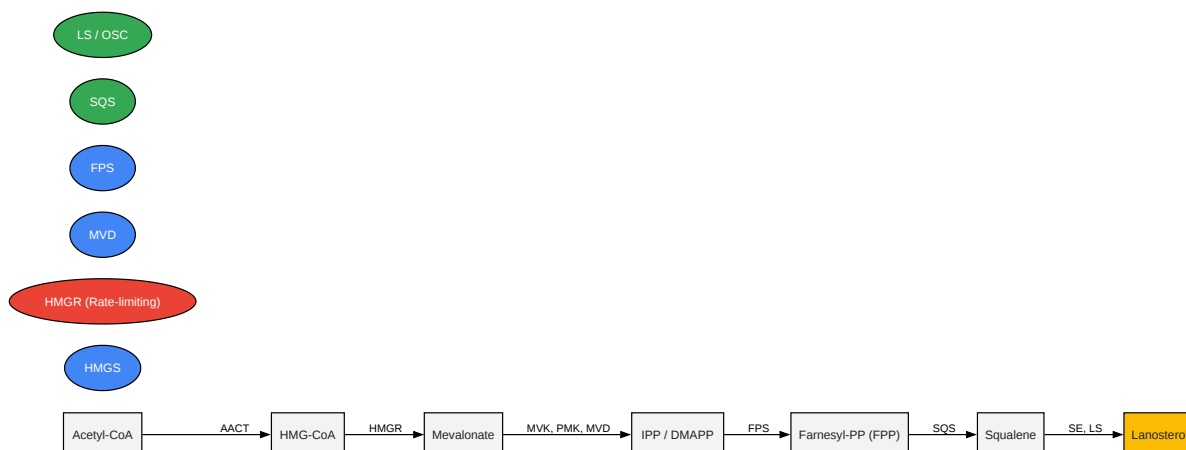 LS / OSC
SQS
FPS
MVD
HMGR (Rate-limiting)
HMGS
Acetyl-CoA
AACT
HMG-CoA
HMGR
Mevalonate
MVK, PMK, MVD
IPP / DMAPP
FPS
Farnesyl-PP (FPP)
SQS
Squalene
SE, LS
Lanostero